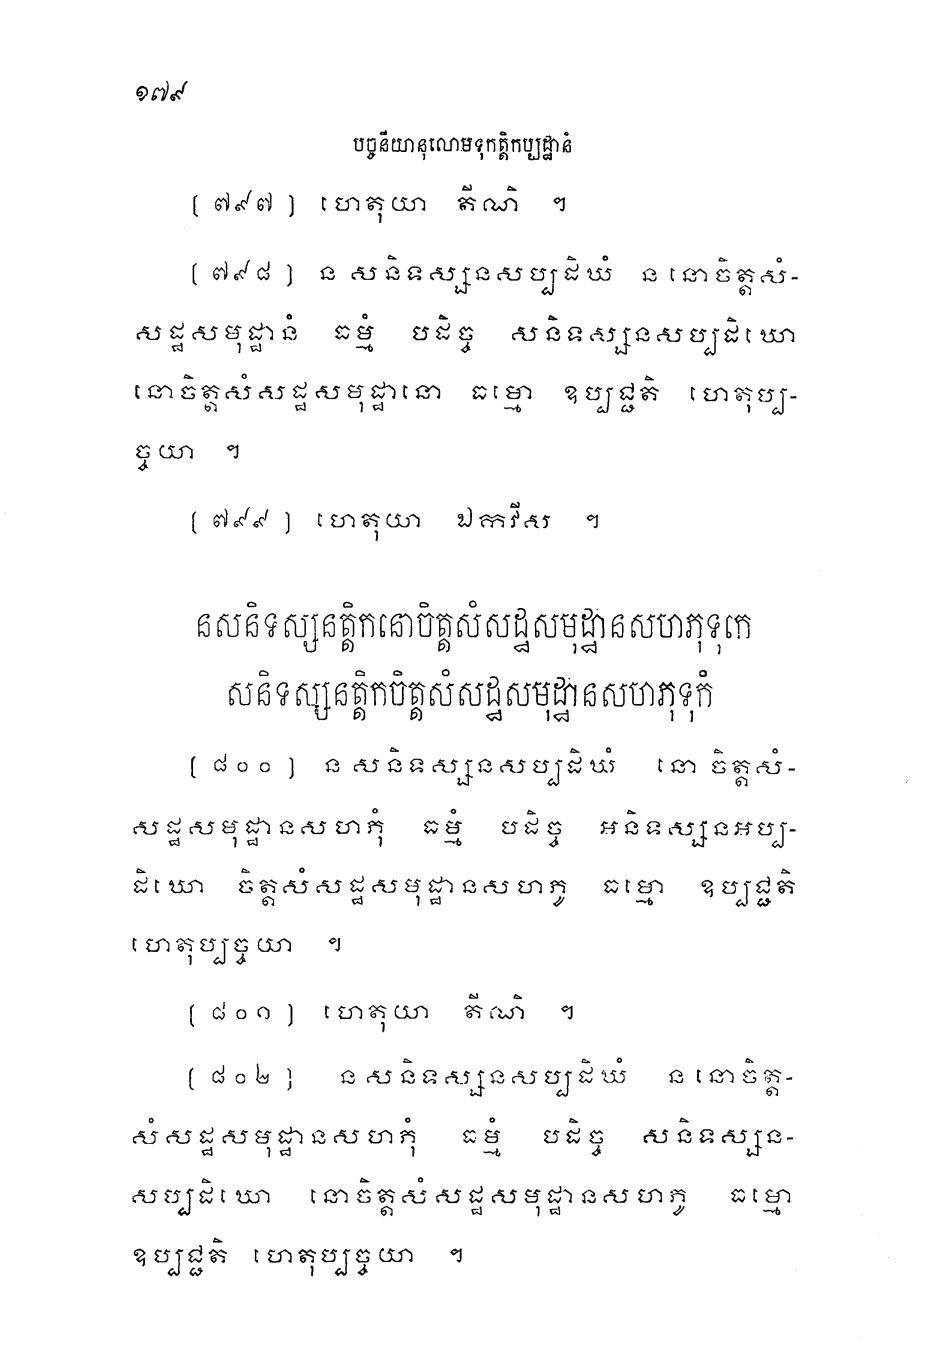 ១៧៩
បច្ចនីយានុលោមទុកត្តិកប្បដ្ឋានំ
[ ៧៩៧ ] ហេតុយា តីណិ ។
[ ៧៩៨ ] ន សនិទស្សនសប្បដិឃំ ន នោចិត្តសំ-
សដ្ឋសមុដ្ឋានំ ធម្មំ បដិច្ច សនិទស្សនសប្បដិឃោ
នោចិត្តសំសដ្ឋសមុដ្ឋានោ ធម្មោ ឧប្បជ្ជតិ ហេតុប្ប-
ច្ចយា ។
[ ៧៩៩ ] ហេតុយា ឯកវីស ។
នសនិទស្សនត្តិកនោចិត្តសំសដ្ឋសមុដ្ឋានសហភុទុកេ
សនិទស្សនត្តិកចិត្តសំសដ្ឋសមុដ្ឋានសហភុទុកំ
[ ៨០០ ] ន សនិទស្សនសប្បដិឃំ នោ ចិត្តសំ-
សដ្ឋសមុដ្ឋានសហភុំ ធម្មំ បដិច្ច អនិទស្សនអប្ប-
ដិឃោ ចិត្តសំសដ្ឋសមុដ្ឋានសហភូ ធម្មោ ឧប្បជ្ជតិ
ហេតុប្បច្ចយា ។
[ ៨០១ ] ហេតុយា តីណិ ។
[ ៨០២ ] ន សនិទស្សនសប្បដិឃំ ន នោចិត្ត-
សំសដ្ឋសមុដ្ឋានសហភុំ ធម្មំ បដិច្ច សនិទស្សន-
សប្បដិឃោ នោចិត្តសំសដ្ឋសមុដ្ឋានសហភូ ធម្មោ
ឧប្បជ្ជតិ ហេតុប្បច្ចយា ។